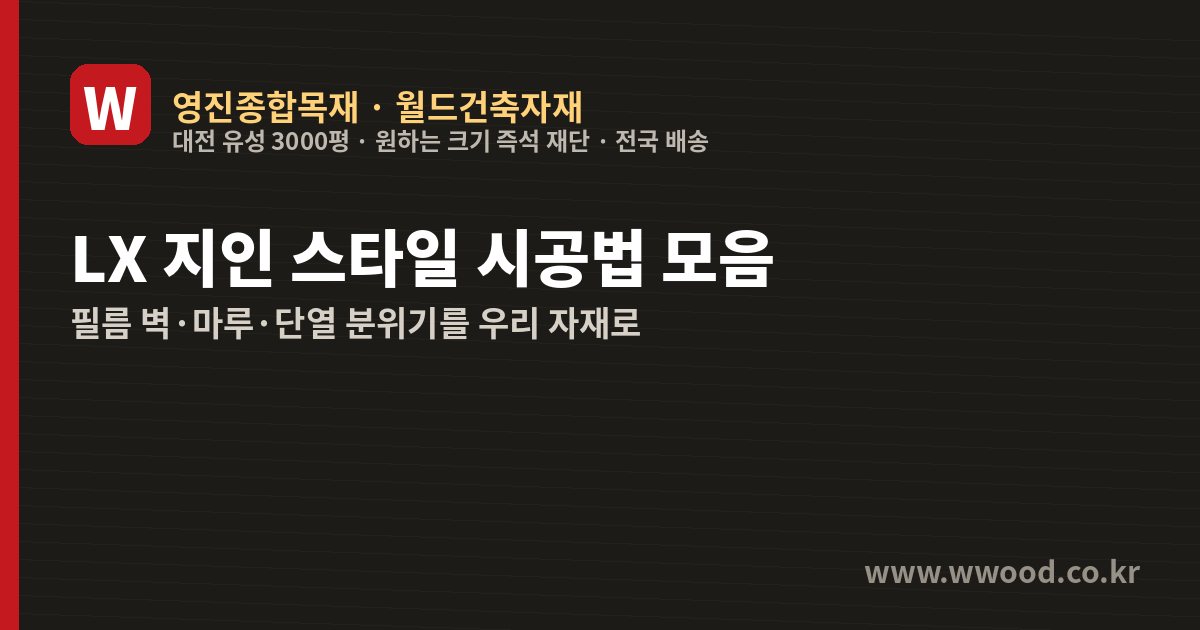 W
영진종합목재 · 월드건축자재
대전 유성 3000평 · 원하는 크기 즉석 재단 · 전국 배송
LX 지인 스타일 시공법 모음
필름 벽·마루·단열 분위기를 우리 자재로
www.wwood.co.kr